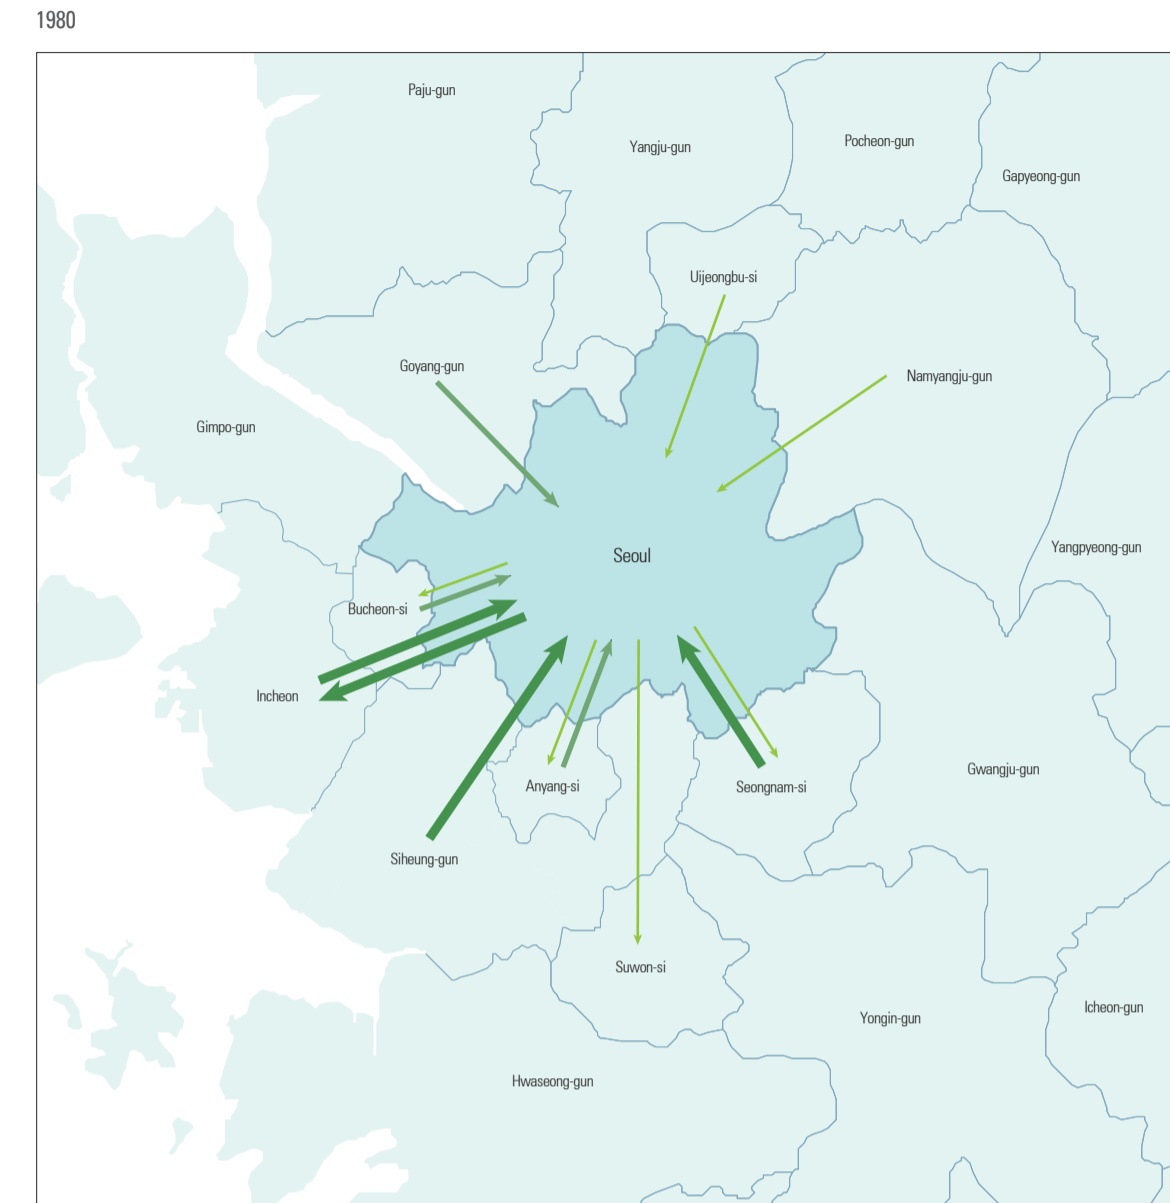 1980
Paju-gun
Yangju-gun
Pocheon-gun
Gapyeong-gun
Uijeongbu-si
Goyang-gun
Namyangju-gun
Gimpo-gun
Seoul
Yangpyeong-gun
Bucheon-si
Incheon
Gwangju-gun
Anyang-si
Seongnam-si
Siheung-gun
Suwon-si
Icheon-gun
Yongin-gun
Hwaseong-gun